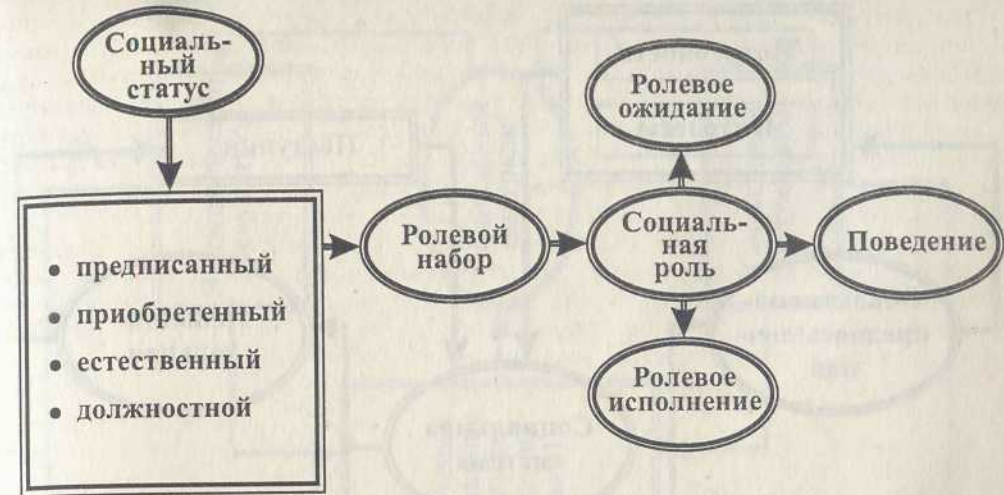 Социаль-
ный
статус
• предписанный
• приобретенный
• естественный
• должностной
Ролевой
набор
Ролевое
ожидание
Социаль-
ная
роль
Поведение
Ролевое
исполнение